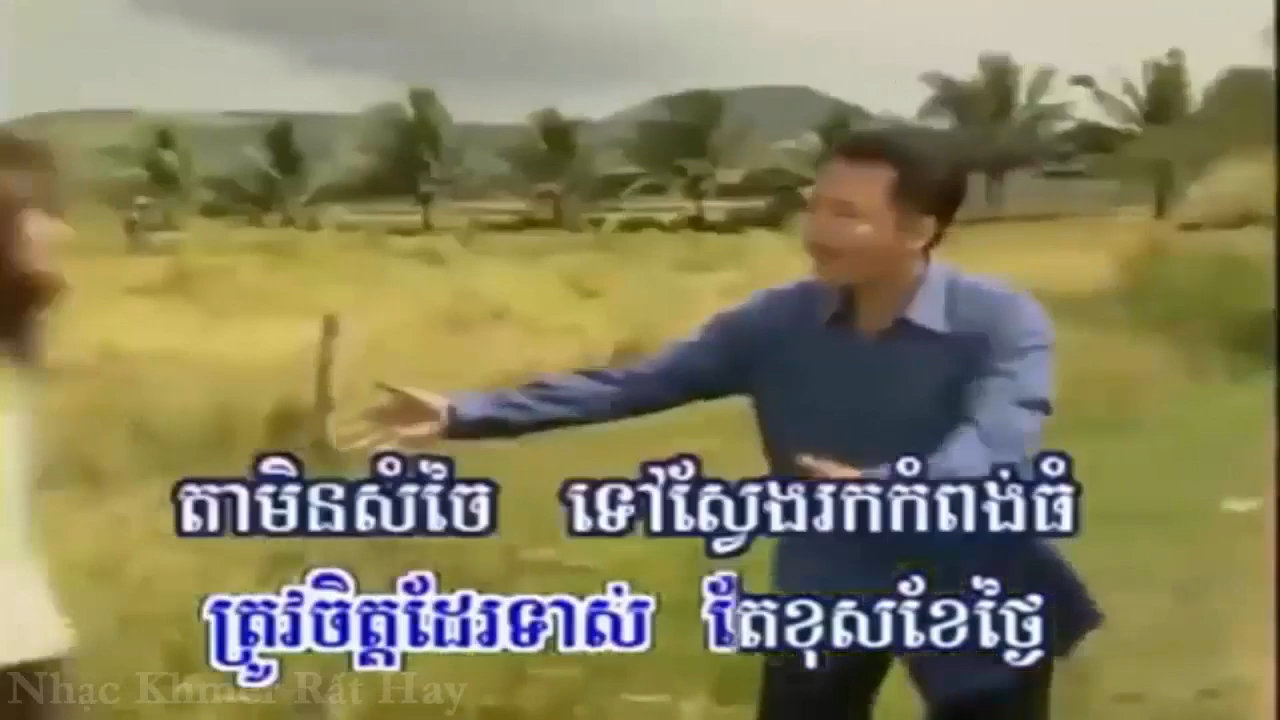 តាមិនសំចៃ ទៅស្វែងរកកំពង់ធំ
ត្រូវចិត្តដែរទាស់ តែខុសខែថ្ងៃ
Nhạc Khmer Rất Hay